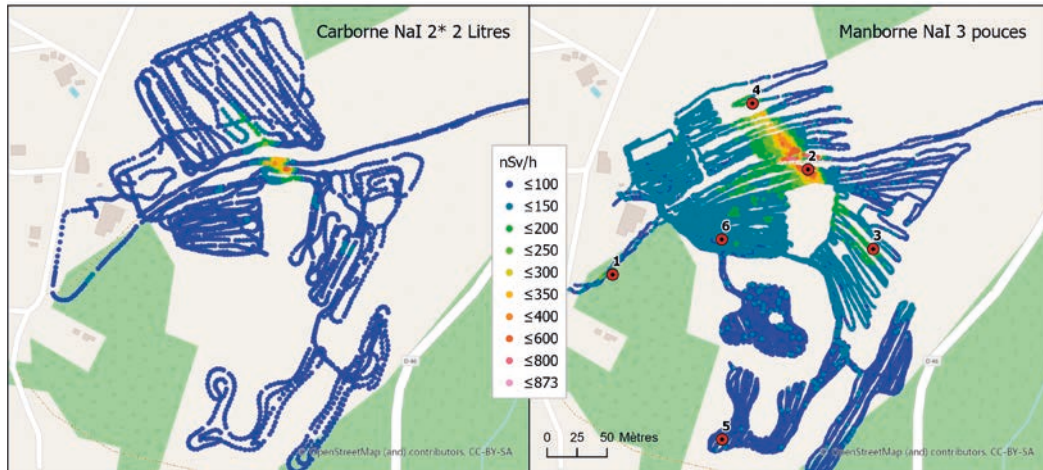 Carborne NaI 2* 2 Litres
Manborne NaI 3 pouces
nSv/h
≤100
≤150
≤200
≤250
≤300
≤350
≤400
≤600
≤800
≤873
4
2
3
6
1
5
0 25 50 Mètres
OpenStreetMap (and) contributors, CC-BY-SA
© OpenStreetMap (and) contributors, CC-BY-SA